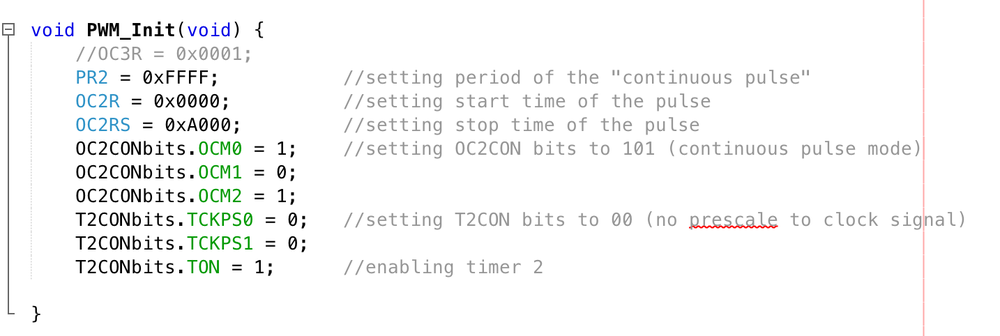 void PWM_Init(void) {
//OC3R = 0x0001;
PR2 = 0xFFFF; //setting period of the "continuous pulse"
OC2R = 0x0000; //setting start time of the pulse
OC2RS = 0xA000; //setting stop time of the pulse
OC2CONbits.OCM0 = 1; //setting OC2CON bits to 101 (continuous pulse mode)
OC2CONbits.OCM1 = 0;
OC2CONbits.OCM2 = 1;
T2CONbits.TCKPS0 = 0; //setting T2CON bits to 00 (no prescale to clock signal)
T2CONbits.TCKPS1 = 0;
T2CONbits.TON = 1; //enabling timer 2
}